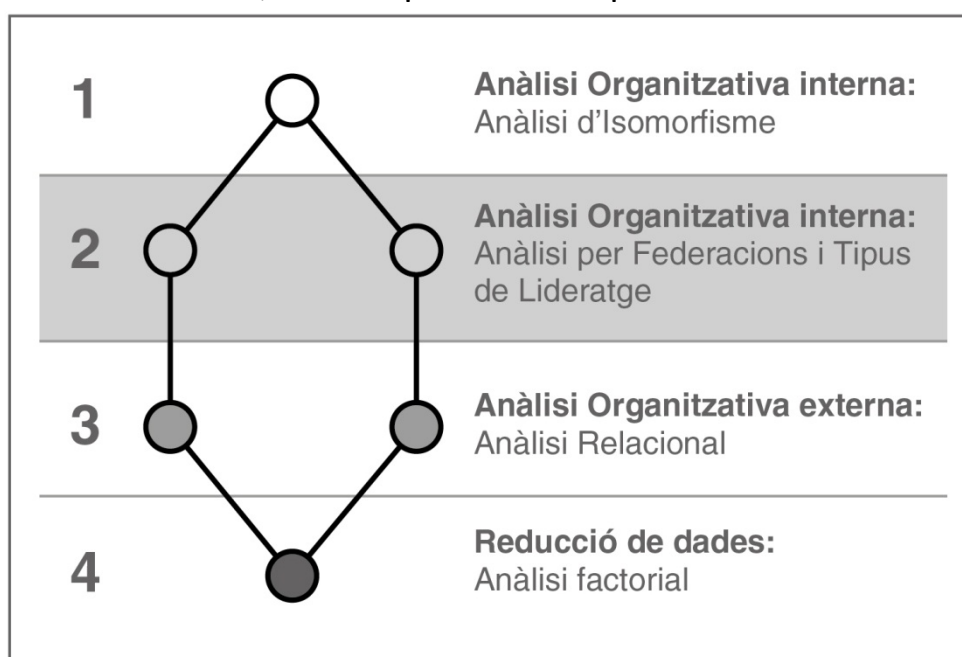 1
Anàlisi Organitzativa interna:
Anàlisi d'Isomorfisme
2
Anàlisi Organitzativa interna:
Anàlisi per Federacions i Tipus
de Lideratge
3
Anàlisi Organitzativa externa:
Anàlisi Relacional
4
Reducció de dades:
Anàlisi factorial